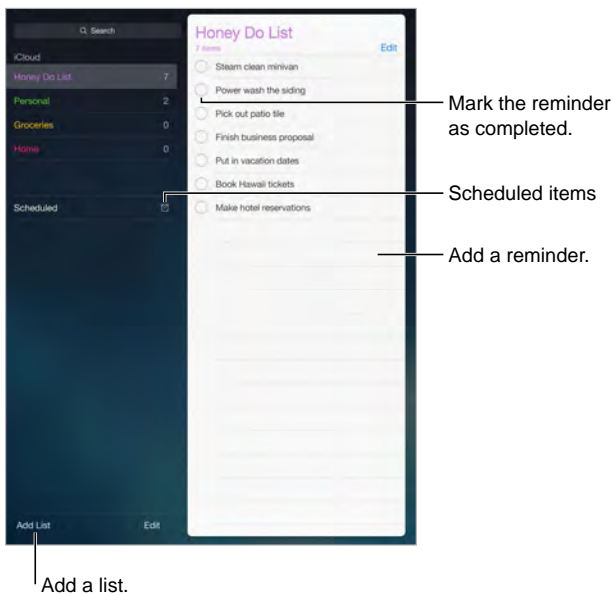 Search
iCloud
Honey Do List 7
Personal 2
Groceries 0
Home 0
Scheduled
Add List Edit
Honey Do List
7 items Edit
Steam clean minivan
Power wash the siding
Pick out patio tile
Finish business proposal
Put in vacation dates
Book Hawaii tickets
Make hotel reservations
Mark the reminder
as completed.
Scheduled items
Add a reminder.
Add a list.